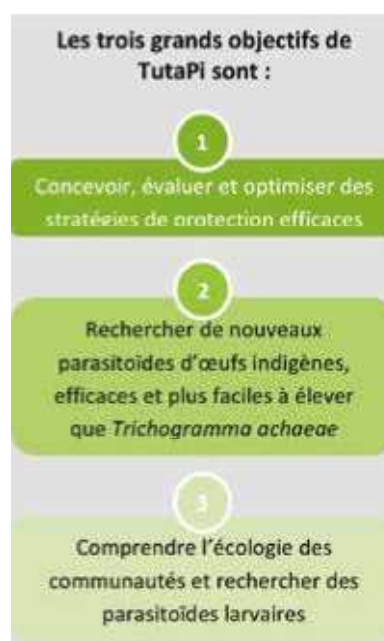 Les trois grands objectifs de
TutaPi sont :
1
Concevoir, évaluer et optimiser des
stratégies de protection efficaces
2
Rechercher de nouveaux
parasitoïdes d’œufs indigènes,
efficaces et plus faciles à élever
que Trichogramma achaeae
3
Comprendre l’écologie des
communautés et rechercher des
parasitoïdes larvaires